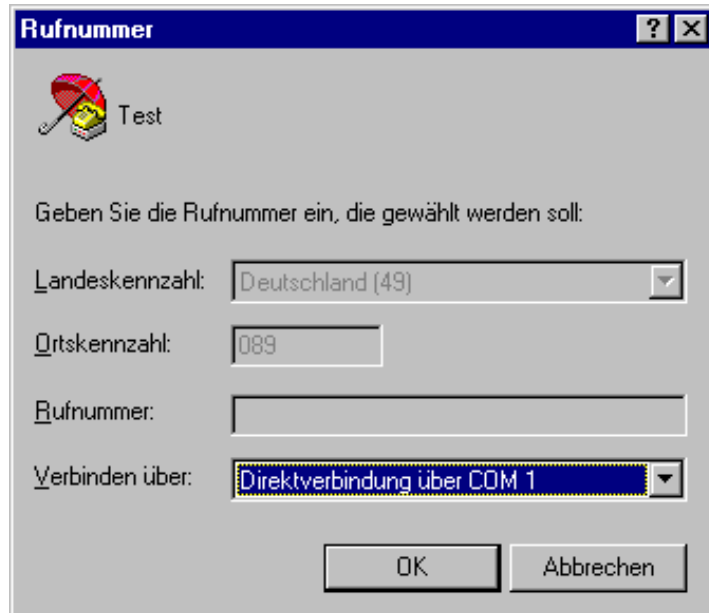 Rufnummer
Test
Geben Sie die Rufnummer ein, die gewählt werden soll:
Landeskennzahl: Deutschland (49)
Ortskennzahl: 089
Rufnummer:
Verbinden über: Direktverbindung über COM 1
OK Abbrechen